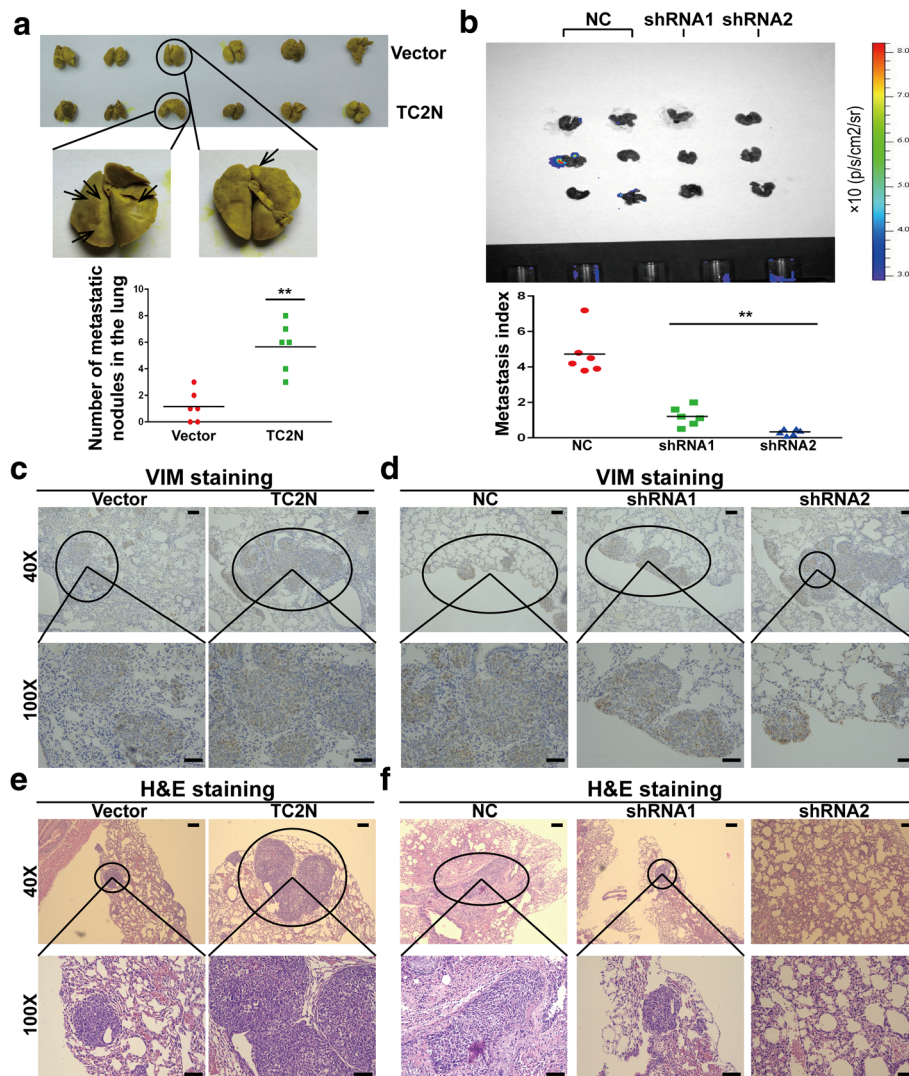 a
Vector
TC2N
Number of metastatic
nodules in the lung
10
8
6
4
2
0
**
Vector
TC2N
b
NC
shRNA1
shRNA2
8.0
7.0
6.0
5.0
4.0
3.0
×10 (p/s/cm2/sr)
Metastasis index
8
6
4
2
0
**
NC
shRNA1
shRNA2
c
VIM staining
Vector
TC2N
40X
100X
d
VIM staining
NC
shRNA1
shRNA2
e
H&E staining
Vector
TC2N
40X
100X
f
H&E staining
NC
shRNA1
shRNA2